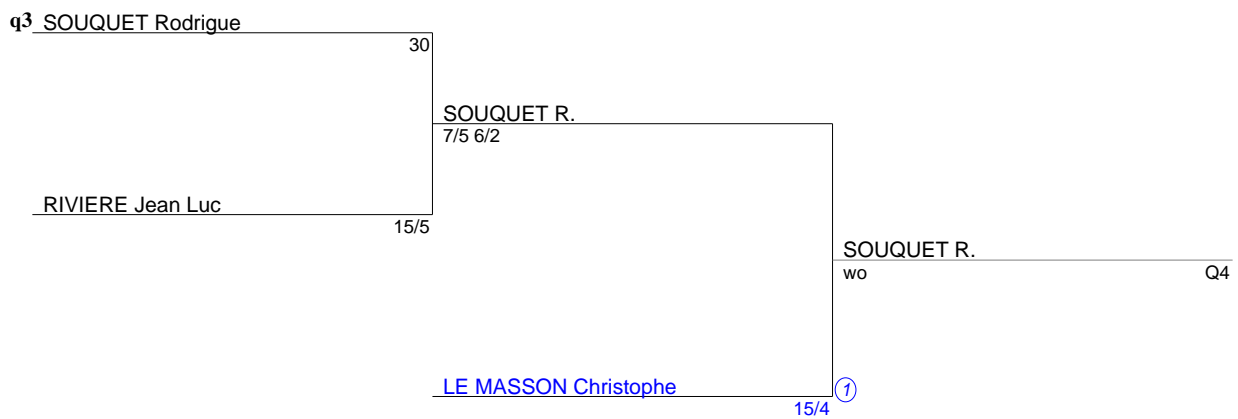 q3 SOUQUET Rodrigue
30
SOUQUET R.
7/5 6/2
RIVIERE Jean Luc
15/5
SOUQUET R.
wo Q4
LE MASSON Christophe 1
15/4